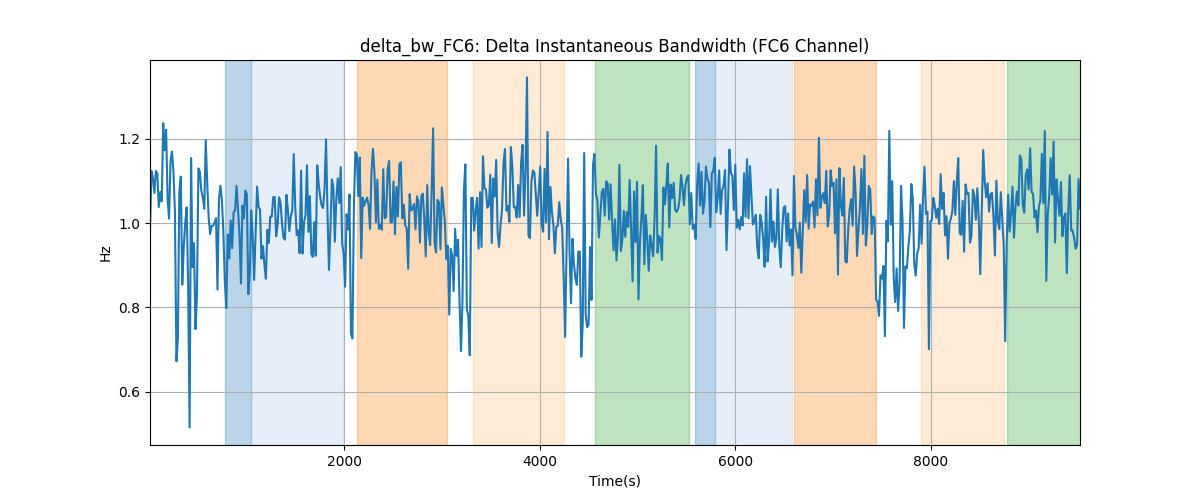 delta_bw_FC6: Delta Instantaneous Bandwidth (FC6 Channel)
Hz
1.2
1.0
0.8
0.6
2000 4000 6000 8000
Time(s)